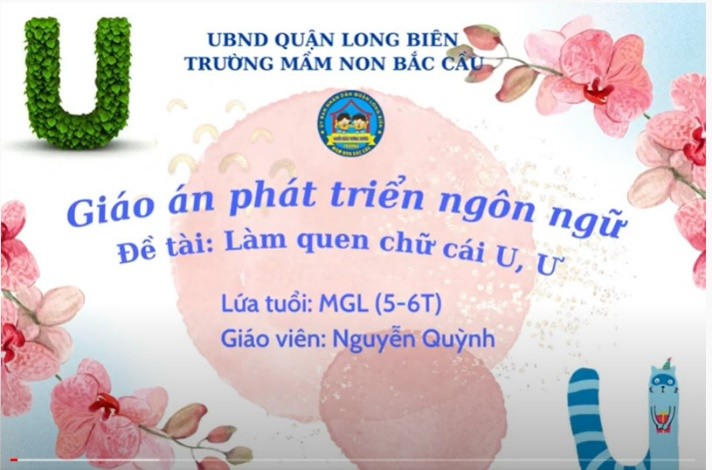 U
UBND QUẬN LONG BIÊN
TRƯỜNG MẦM NON BẮC CẦU
Giáo án phát triển ngôn ngữ
Đề tài: Làm quen chữ cái U, Ư
Lứa tuổi: MGL (5-6T)
Giáo viên: Nguyễn Quỳnh